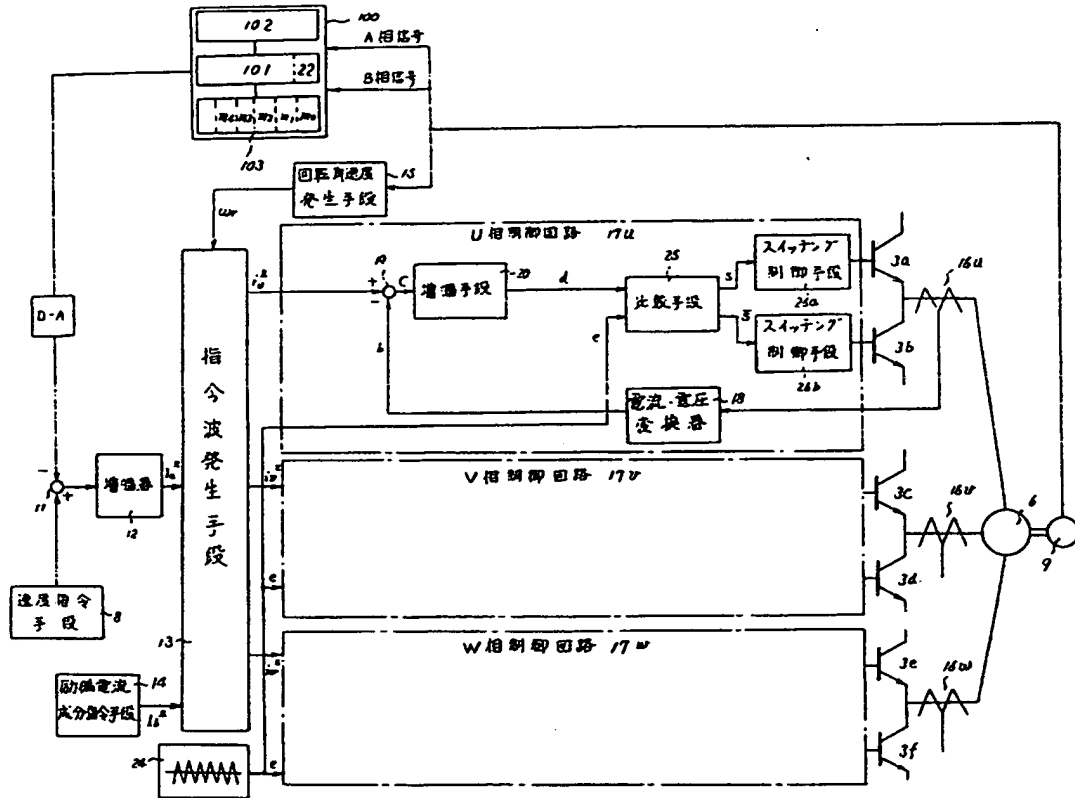 102
100
A相信号
101
22
B相信号
103
回転角速度
発生手段
15
ωr
U相制御回路 17u
19
+
-
c
増幅手段
20
d
25
比較手段
s
s̄
スイッチング
制御手段
26a
スイッチング
制御手段
26b
3a
3b
16u
b
e
電流・電圧
変換器
18
D-A
指令波発生手段
13
-
+
11
増幅器
12
速度指令
手段
8
励磁電流
成分指令手段
14
V相制御回路 17v
e
3c
3d
16v
6
9
W相制御回路 17w
e
3e
3f
16w